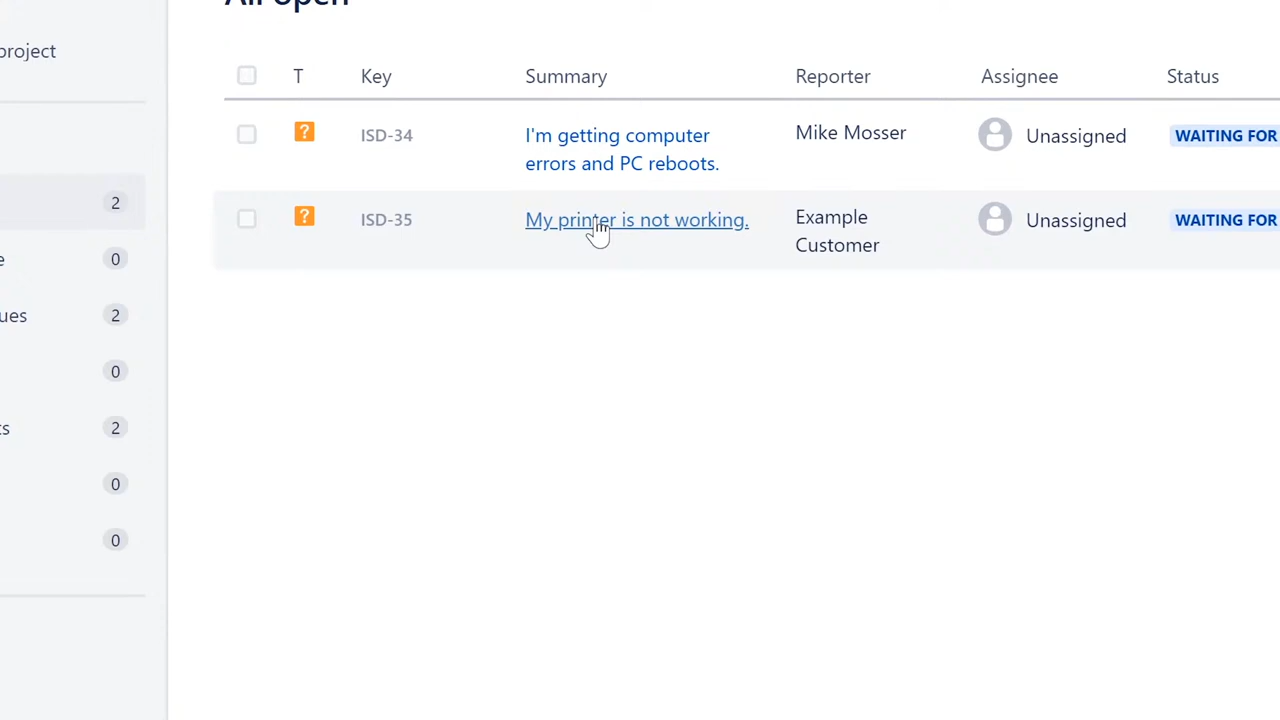 All open
project
T Key Summary Reporter Assignee Status
ISD-34 I'm getting computer errors and PC reboots. Mike Mosser Unassigned WAITING FOR
2
ISD-35 My printer is not working. Example Customer Unassigned WAITING FOR
e 0
ues 2
0
ts 2
0
0